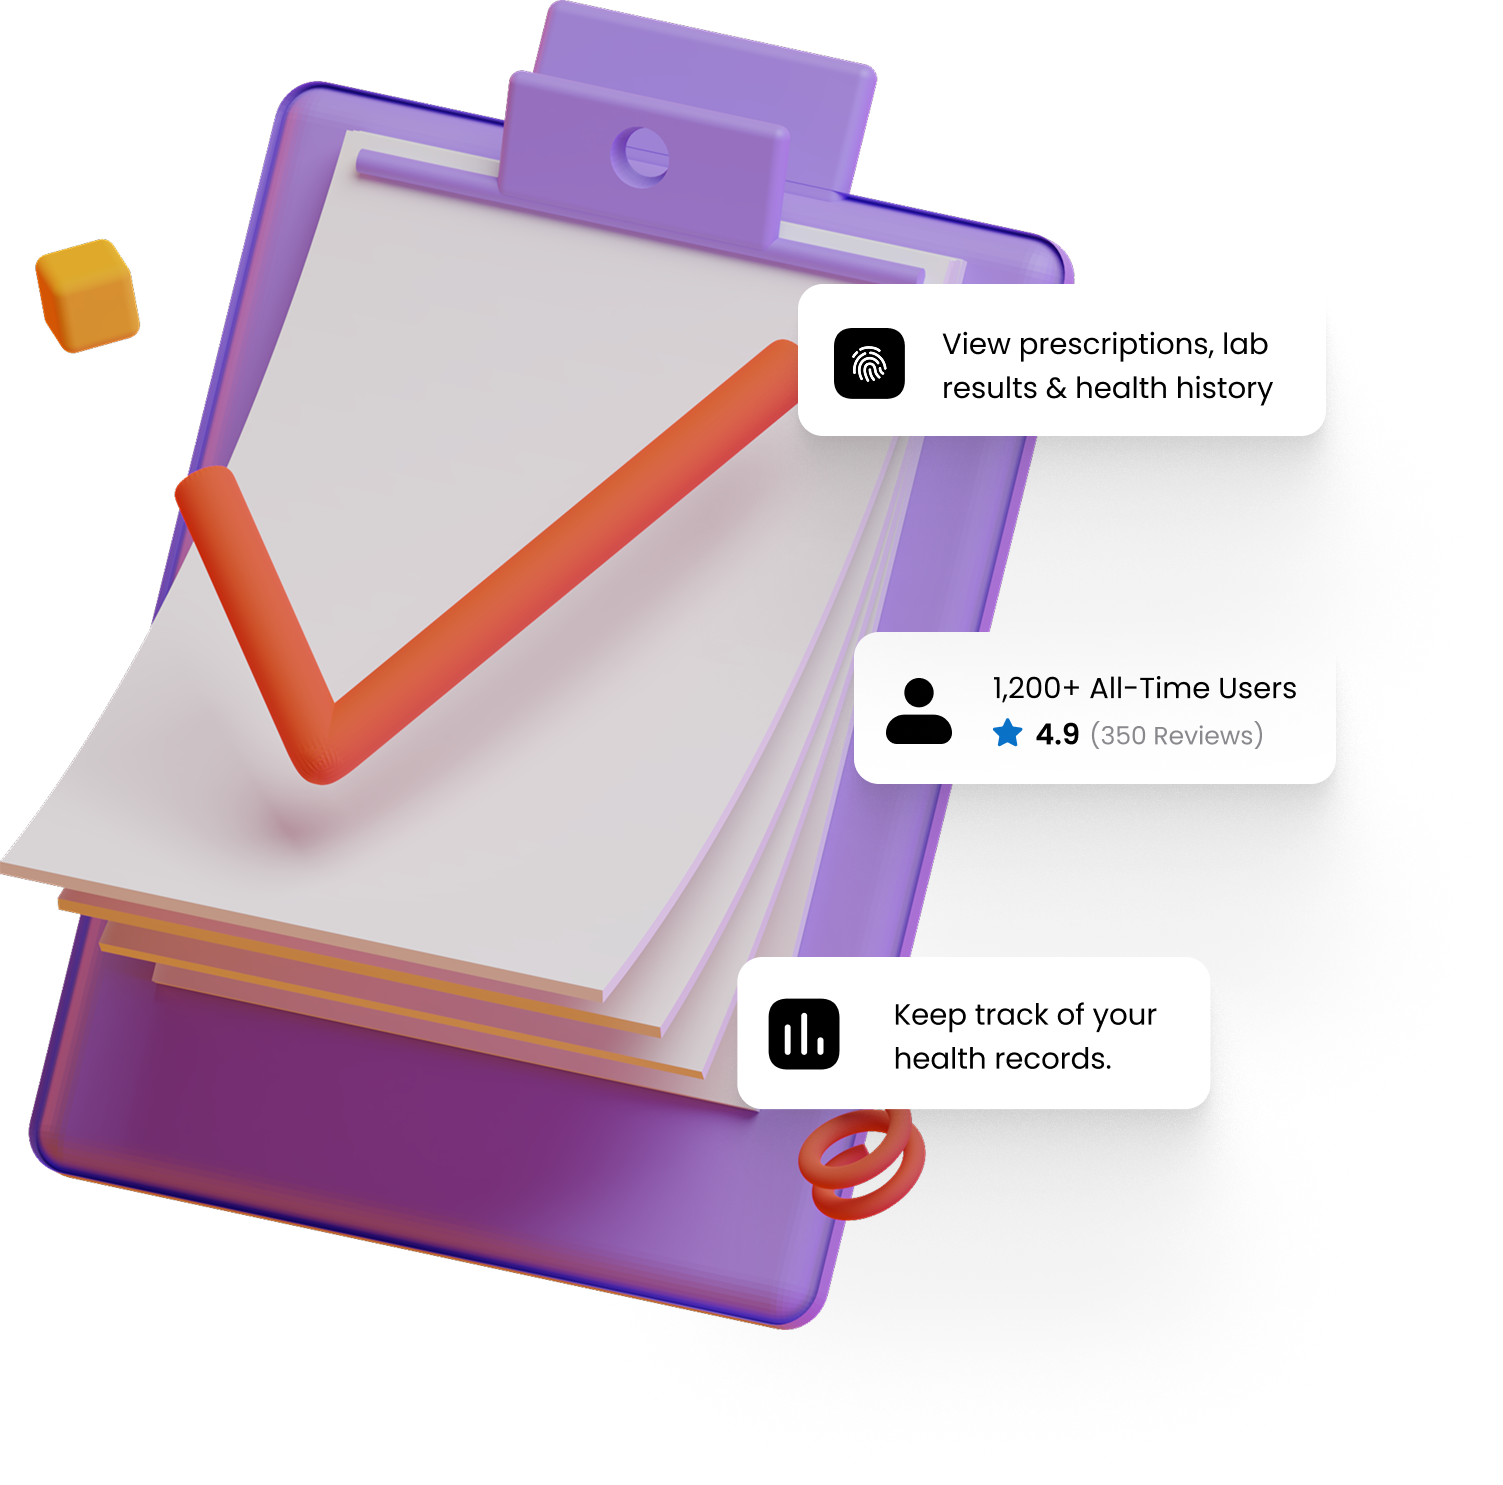 View prescriptions, lab
results & health history
1,200+ All-Time Users
4.9 (350 Reviews)
Keep track of your
health records.